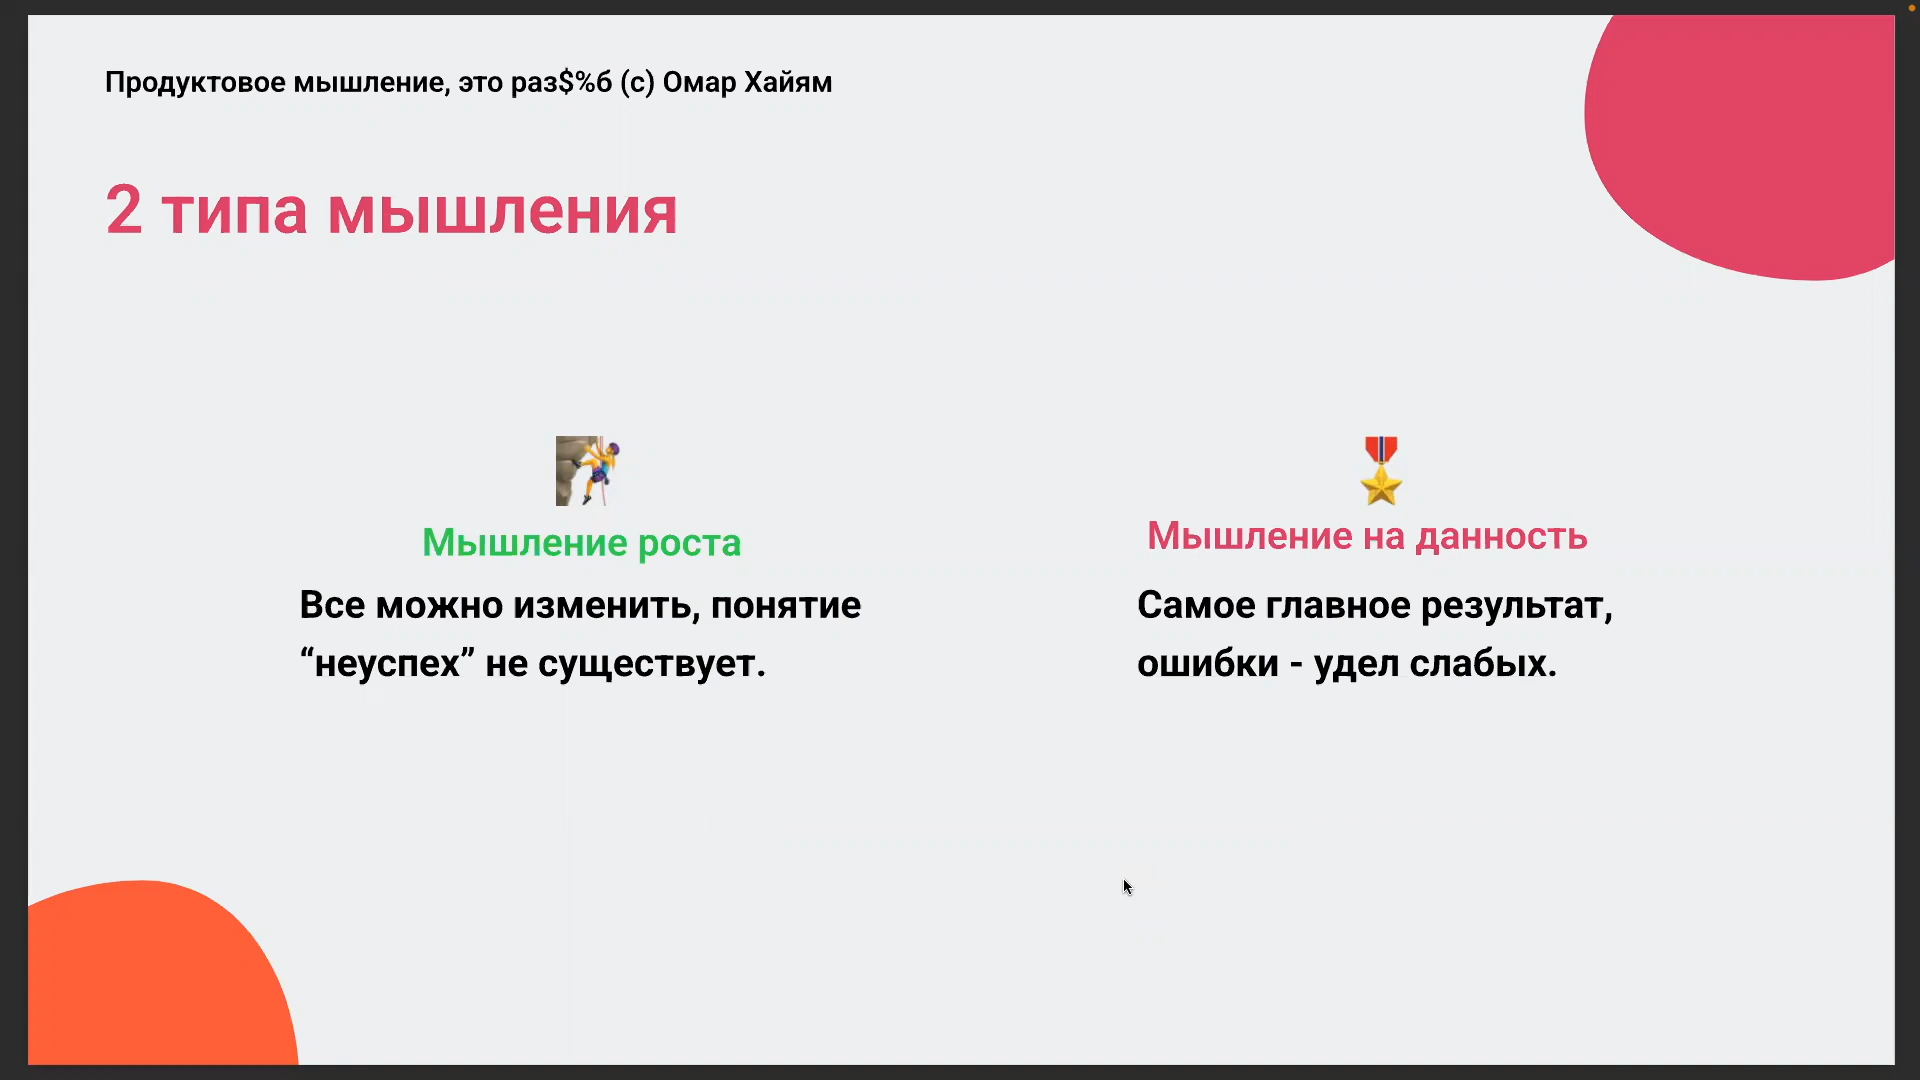 Продуктовое мышление, это раз$%б (с) Омар Хайям
2 типа мышления
Мышление роста
Все можно изменить, понятие
“неуспех” не существует.
Мышление на данность
Самое главное результат,
ошибки - удел слабых.